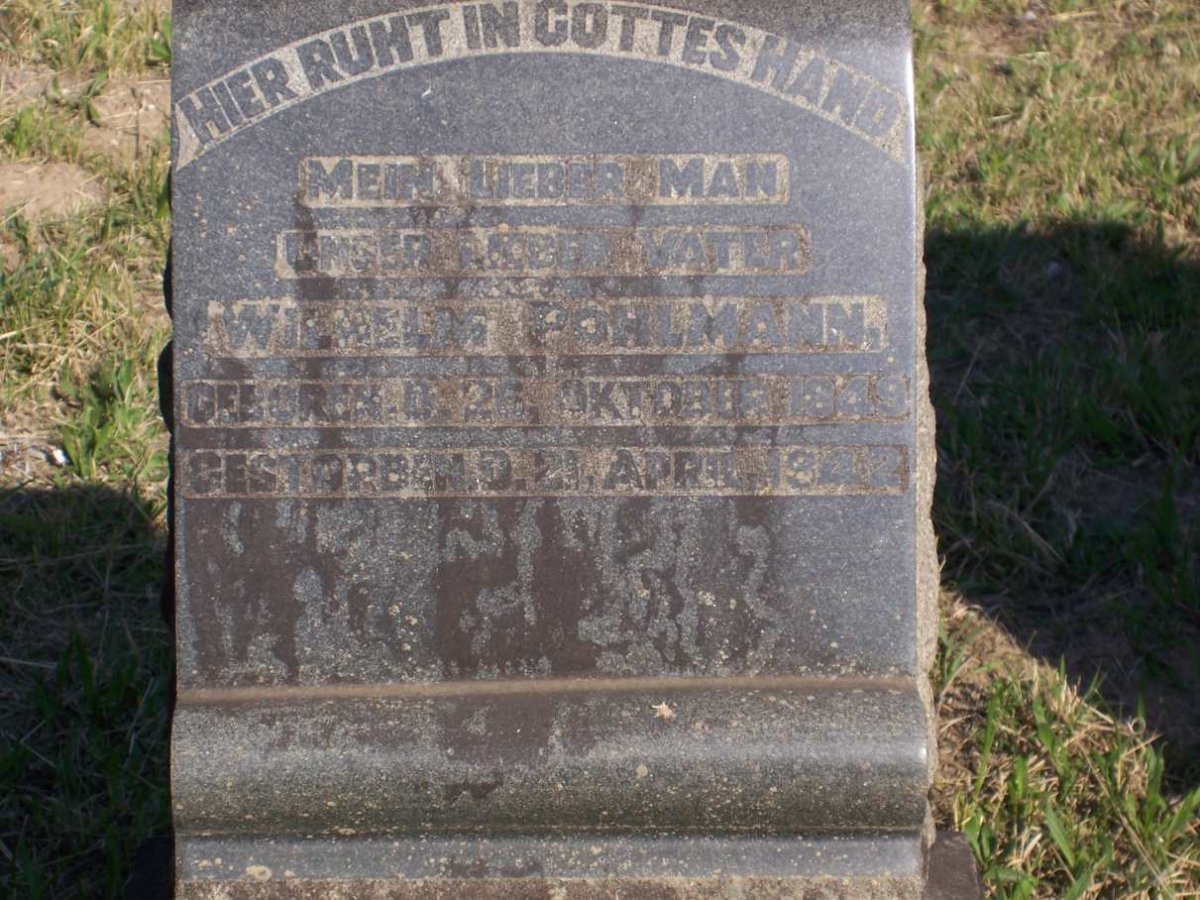 HIER RUHT IN GOTTES HAND
MEIN LIEBER MAN
UNSER LIEBER VATER
WILHELM POHLMANN,
GEBOREN. D. 26. OKTOBER 1849
GESTORBEN. D. 21. APRIL. 1942